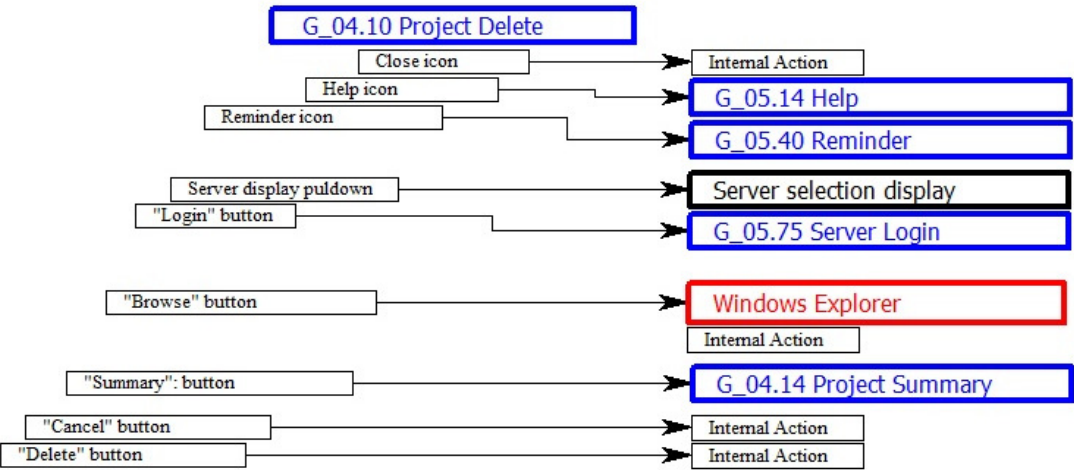 G_04.10 Project Delete
Close icon
Internal Action
Help icon
G_05.14 Help
Reminder icon
G_05.40 Reminder
Server display puldown
Server selection display
"Login" button
G_05.75 Server Login
"Browse" button
Windows Explorer
Internal Action
"Summary": button
G_04.14 Project Summary
"Cancel" button
Internal Action
"Delete" button
Internal Action